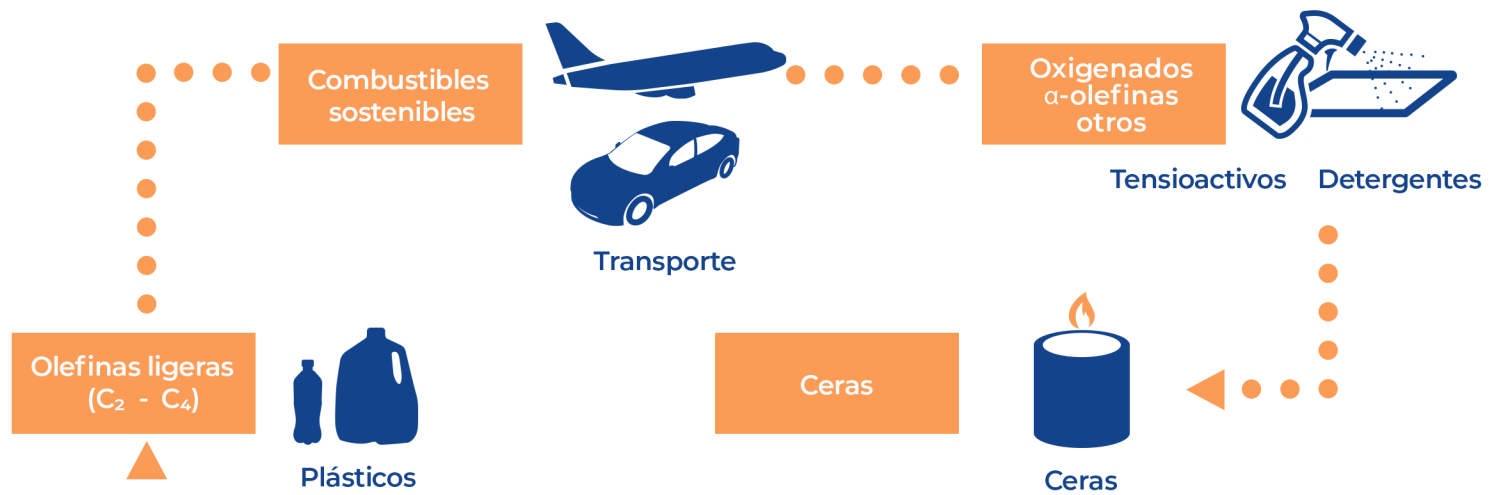 Combustibles
sostenibles
Transporte
Oxigenados
α-olefinas
otros
Tensioactivos
Detergentes
Olefinas ligeras
(C₂ - C₄)
Plásticos
Ceras
Ceras